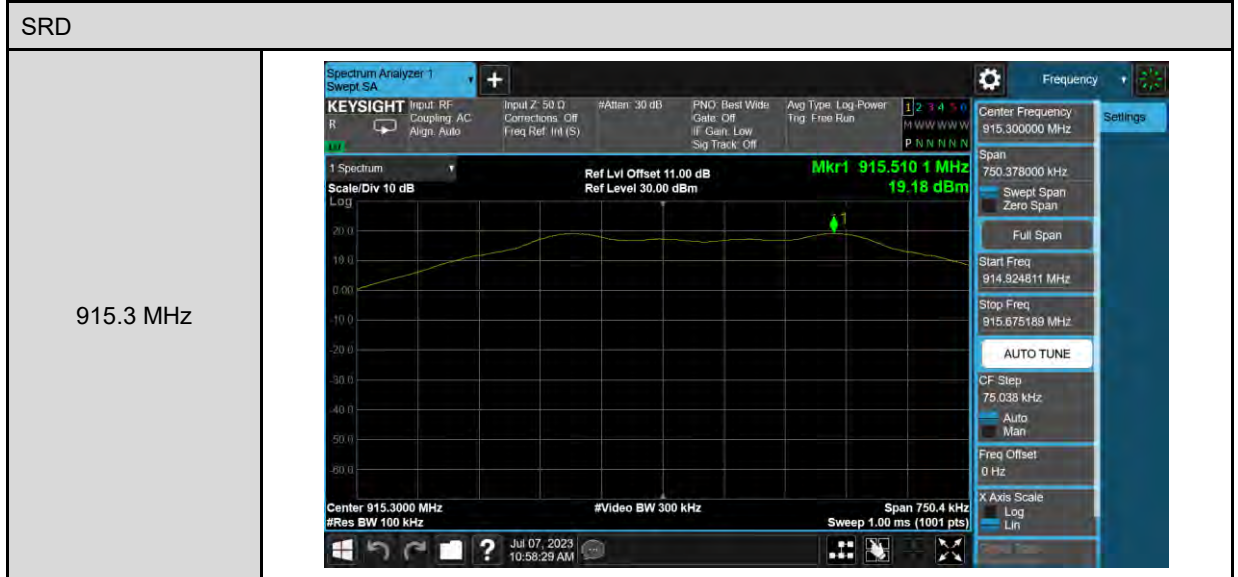 SRD
915.3 MHz
Spectrum Analyzer 1
Swept SA
Frequency
KEYSIGHT
R
Input: RF
Coupling: AC
Align: Auto
Input Z: 50 Ω
Corrections: Off
Freq Ref: Int (S)
#Atten: 30 dB
PNO: Best Wide
Gate: Off
IF Gain: Low
Sig Track: Off
Avg Type: Log-Power
Trig: Free Run
1 2 3 4 5 6
M W W W W W
P N N N N N
1 Spectrum
Scale/Div 10 dB
Log
Ref Lvl Offset 11.00 dB
Ref Level 30.00 dBm
Mkr1 915.510 1 MHz
19.18 dBm
1
20.0
10.0
0.00
-10.0
-20.0
-30.0
-40.0
-50.0
-60.0
Center 915.3000 MHz
#Res BW 100 kHz
#Video BW 300 kHz
Span 750.4 kHz
Sweep 1.00 ms (1001 pts)
Center Frequency
915.300000 MHz
Settings
Span
750.378000 kHz
Swept Span
Zero Span
Full Span
Start Freq
914.924811 MHz
Stop Freq
915.675189 MHz
AUTO TUNE
CF Step
75.038 kHz
Auto
Man
Freq Offset
0 Hz
X Axis Scale
Log
Lin
?
Jul 07, 2023
10:58:29 AM